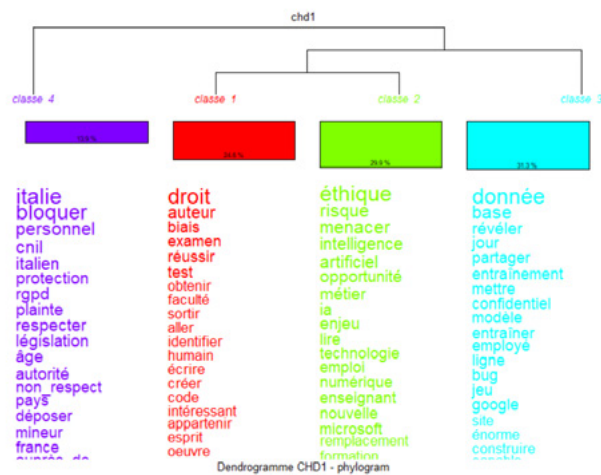 chd1
classe 4
classe 1
classe 2
classe 3
29,9 %
31,3 %
italie
bloquer
personnel
cnil
italien
protection
rgpd
plainte
respecter
législation
âge
autorité
non_respect
pays
déposer
mineur
france
droit
auteur
biais
examen
réussir
test
obtenir
faculté
sortir
aller
identifier
humain
écrire
créer
code
intéressant
appartenir
esprit
oeuvre
éthique
risque
menacer
intelligence
artificiel
opportunité
métier
ia
enjeu
lire
technologie
emploi
numérique
enseignant
nouvelle
microsoft
remplacement
formation
donnée
base
révéler
jour
partager
entraînement
mettre
confidentiel
modèle
entraîner
employé
ligne
bug
jeu
google
site
énorme
construire
Dendrogramme CHD1 - phylogram